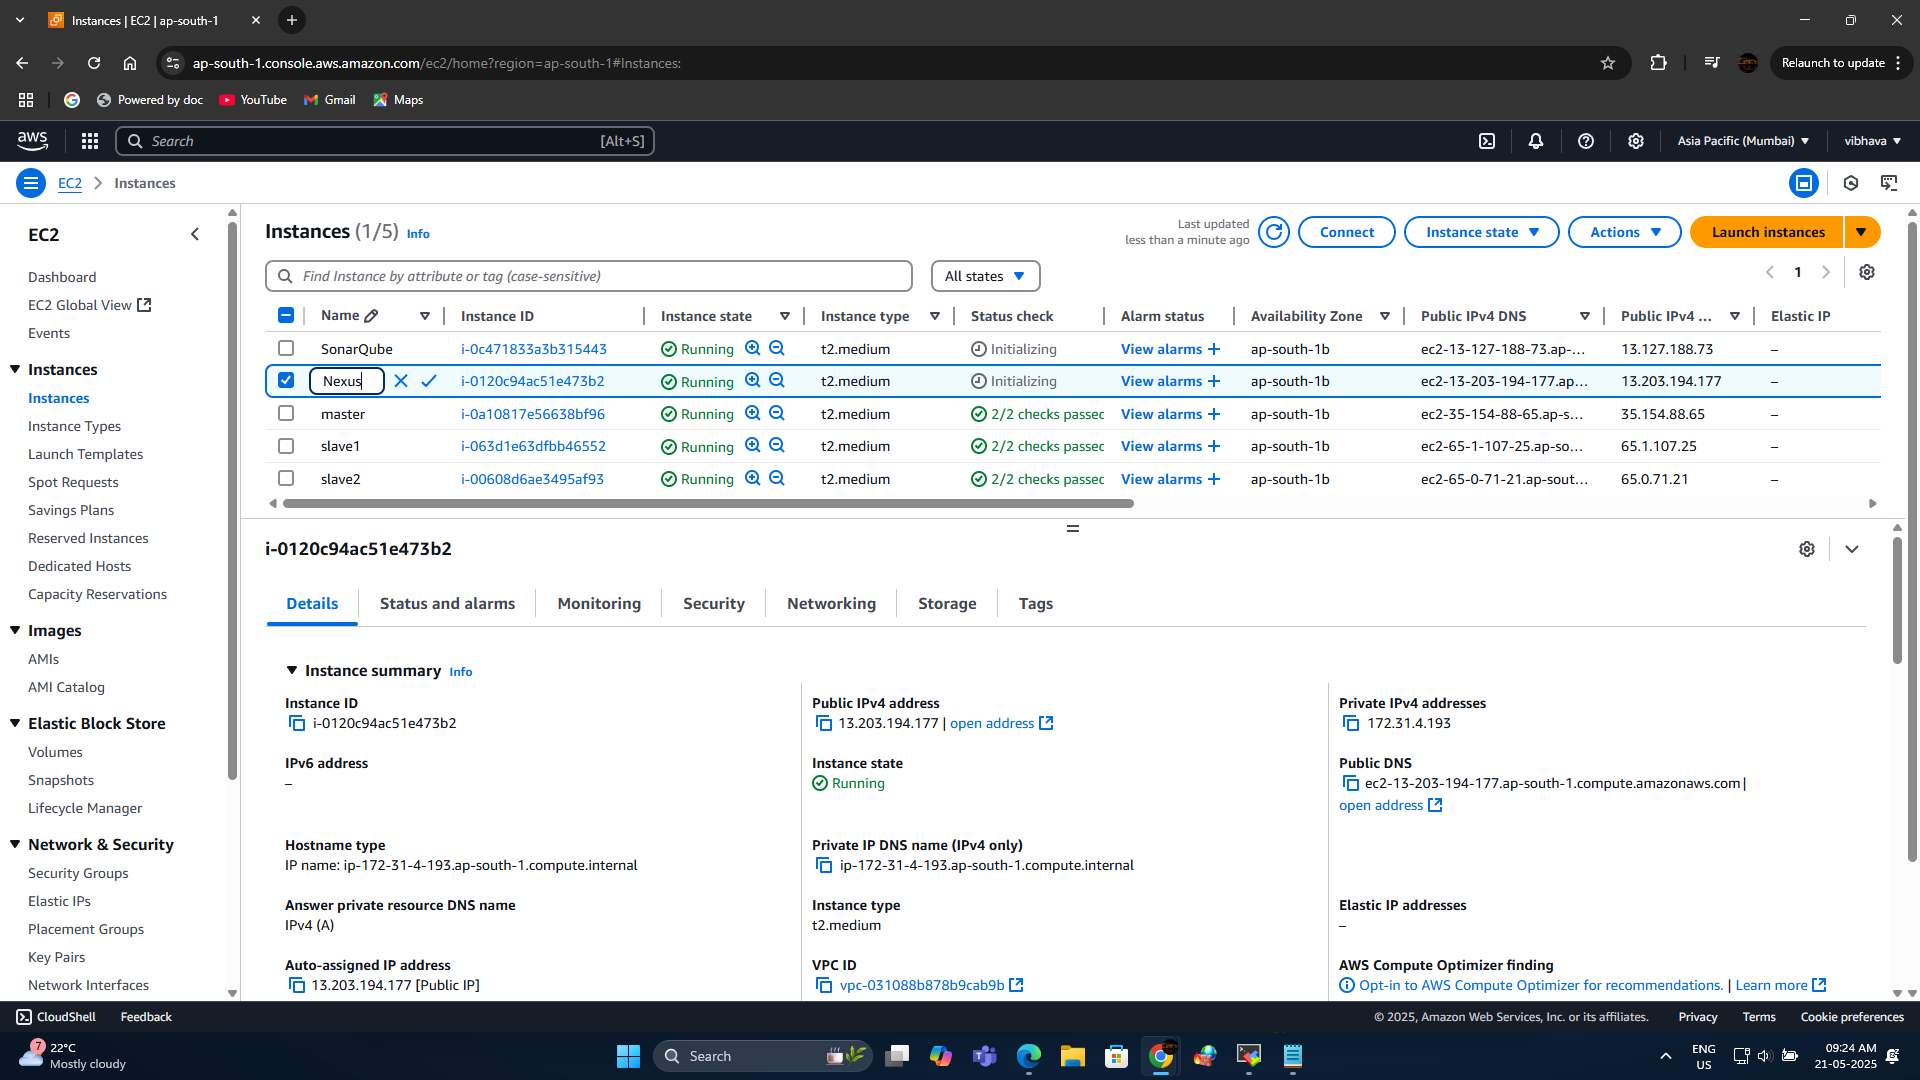 Instances | EC2 | ap-south-1
ap-south-1.console.aws.amazon.com/ec2/home?region=ap-south-1#Instances:
Relaunch to update
Powered by doc YouTube Gmail Maps
aws Search [Alt+S] Asia Pacific (Mumbai) vibhava
EC2 Instances
EC2
Dashboard
EC2 Global View
Events
Instances
Instances
Instance Types
Launch Templates
Spot Requests
Savings Plans
Reserved Instances
Dedicated Hosts
Capacity Reservations
Images
AMIs
AMI Catalog
Elastic Block Store
Volumes
Snapshots
Lifecycle Manager
Network & Security
Security Groups
Elastic IPs
Placement Groups
Key Pairs
Network Interfaces
Instances (1/5) Info
Last updated
less than a minute ago
Connect Instance state Actions Launch instances
Find Instance by attribute or tag (case-sensitive) All states 1
Name Instance ID Instance state Instance type Status check Alarm status Availability Zone Public IPv4 DNS Public IPv4 ... Elastic IP
SonarQube i-0c471833a3b315443 Running t2.medium Initializing View alarms + ap-south-1b ec2-13-127-188-73.ap-... 13.127.188.73 –
Nexus i-0120c94ac51e473b2 Running t2.medium Initializing View alarms + ap-south-1b ec2-13-203-194-177.ap... 13.203.194.177 –
master i-0a10817e56638bf96 Running t2.medium 2/2 checks passec View alarms + ap-south-1b ec2-35-154-88-65.ap-s... 35.154.88.65 –
slave1 i-063d1e63dfbb46552 Running t2.medium 2/2 checks passec View alarms + ap-south-1b ec2-65-1-107-25.ap-so... 65.1.107.25 –
slave2 i-00608d6ae3495af93 Running t2.medium 2/2 checks passec View alarms + ap-south-1b ec2-65-0-71-21.ap-sout... 65.0.71.21 –
i-0120c94ac51e473b2
Details Status and alarms Monitoring Security Networking Storage Tags
Instance summary Info
Instance ID
i-0120c94ac51e473b2
Public IPv4 address
13.203.194.177 | open address
Private IPv4 addresses
172.31.4.193
IPv6 address
–
Instance state
Running
Public DNS
ec2-13-203-194-177.ap-south-1.compute.amazonaws.com |
open address
Hostname type
IP name: ip-172-31-4-193.ap-south-1.compute.internal
Private IP DNS name (IPv4 only)
ip-172-31-4-193.ap-south-1.compute.internal
Answer private resource DNS name
IPv4 (A)
Instance type
t2.medium
Elastic IP addresses
–
Auto-assigned IP address
13.203.194.177 [Public IP]
VPC ID
vpc-031088b878b9cab9b
AWS Compute Optimizer finding
Opt-in to AWS Compute Optimizer for recommendations. | Learn more
CloudShell Feedback © 2025, Amazon Web Services, Inc. or its affiliates. Privacy Terms Cookie preferences
7
22°C
Mostly cloudy
Search
ENG
US
09:24 AM
21-05-2025